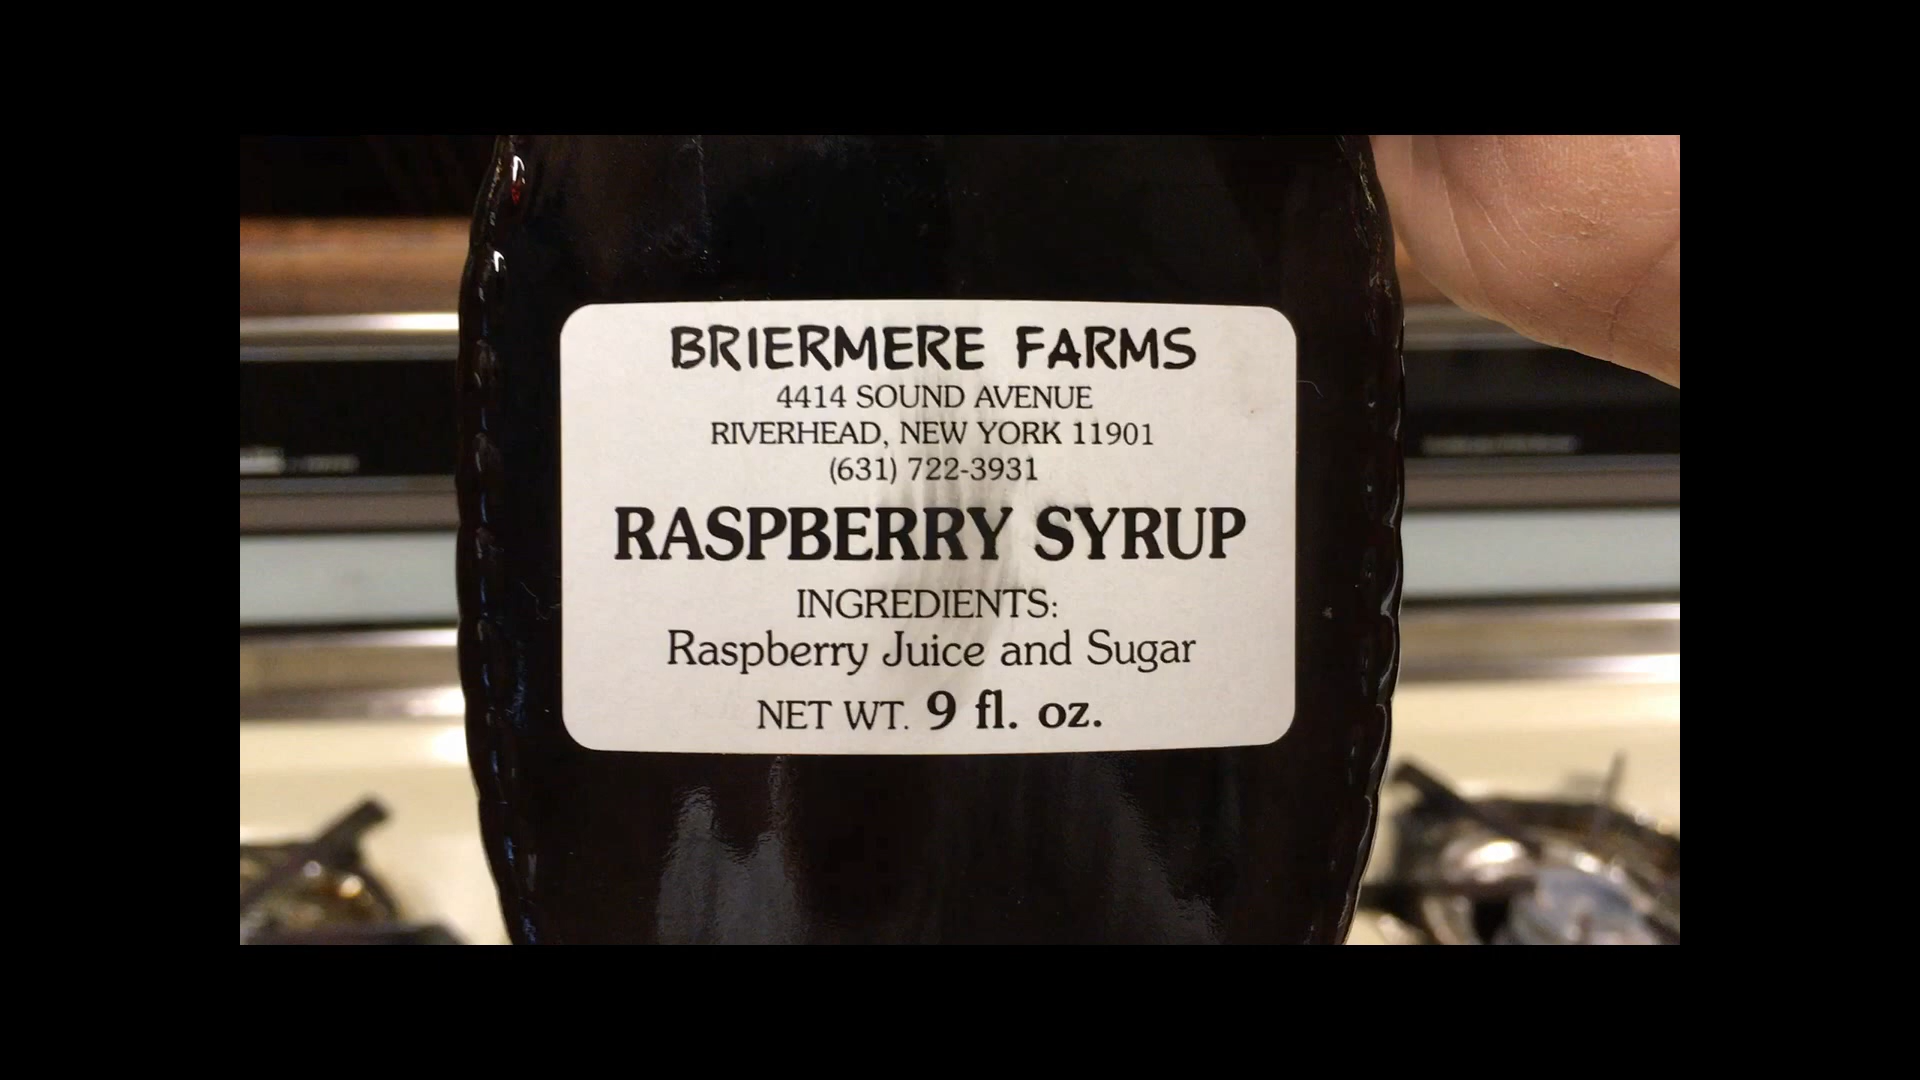 BRIERMERE FARMS
4414 SOUND AVENUE
RIVERHEAD, NEW YORK 11901
(631) 722-3931
RASPBERRY SYRUP
INGREDIENTS:
Raspberry Juice and Sugar
NET WT. 9 fl. oz.